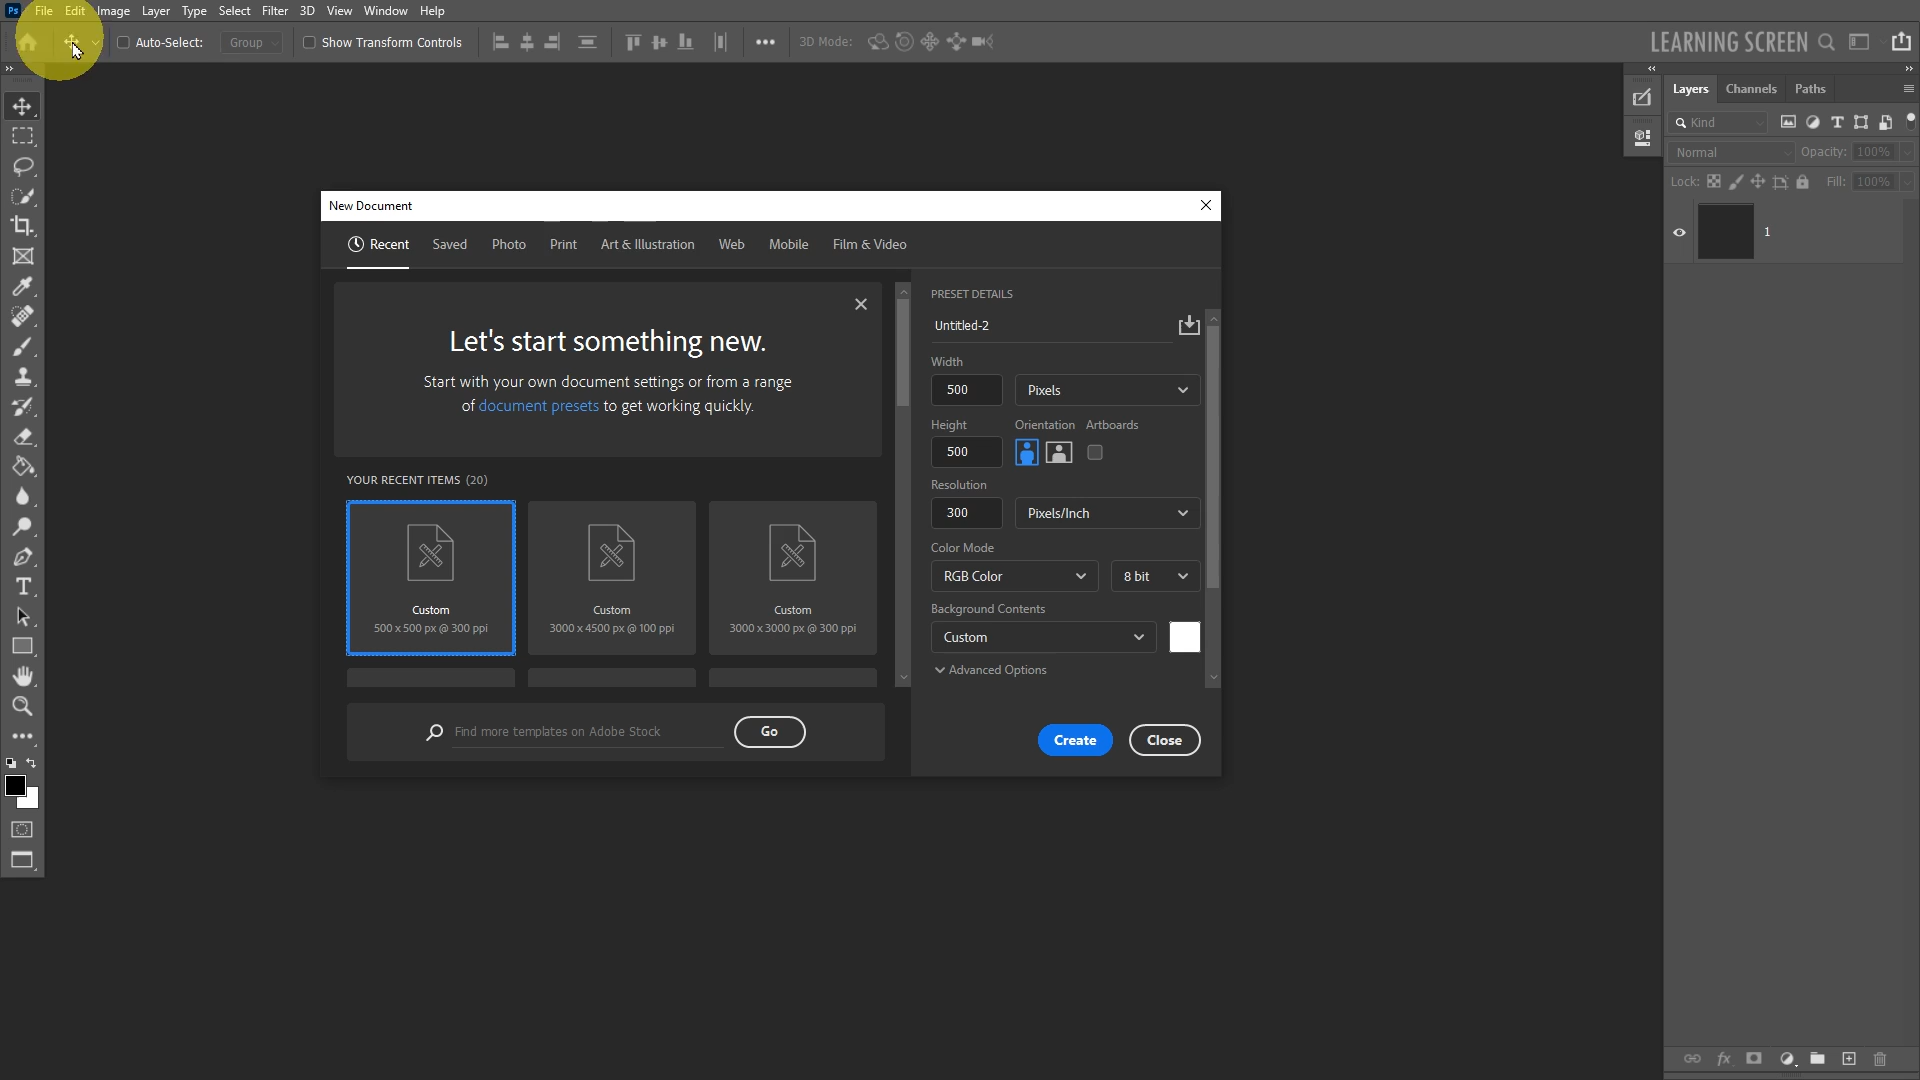 Ps File Edit Image Layer Type Select Filter 3D View Window Help
Auto-Select: Group Show Transform Controls 3D Mode: LEARNING SCREEN
Layers Channels Paths
Kind
Normal Opacity: 100%
Lock: Fill: 100%
1
New Document
Recent Saved Photo Print Art & Illustration Web Mobile Film & Video
Let's start something new.
Start with your own document settings or from a range
of document presets to get working quickly.
YOUR RECENT ITEMS (20)
Custom
500 x 500 px @ 300 ppi
Custom
3000 x 4500 px @ 100 ppi
Custom
3000 x 3000 px @ 300 ppi
Find more templates on Adobe Stock Go
PRESET DETAILS
Untitled-2
Width
500 Pixels
Height Orientation Artboards
500
Resolution
300 Pixels/Inch
Color Mode
RGB Color 8 bit
Background Contents
Custom
Advanced Options
Create Close
fx